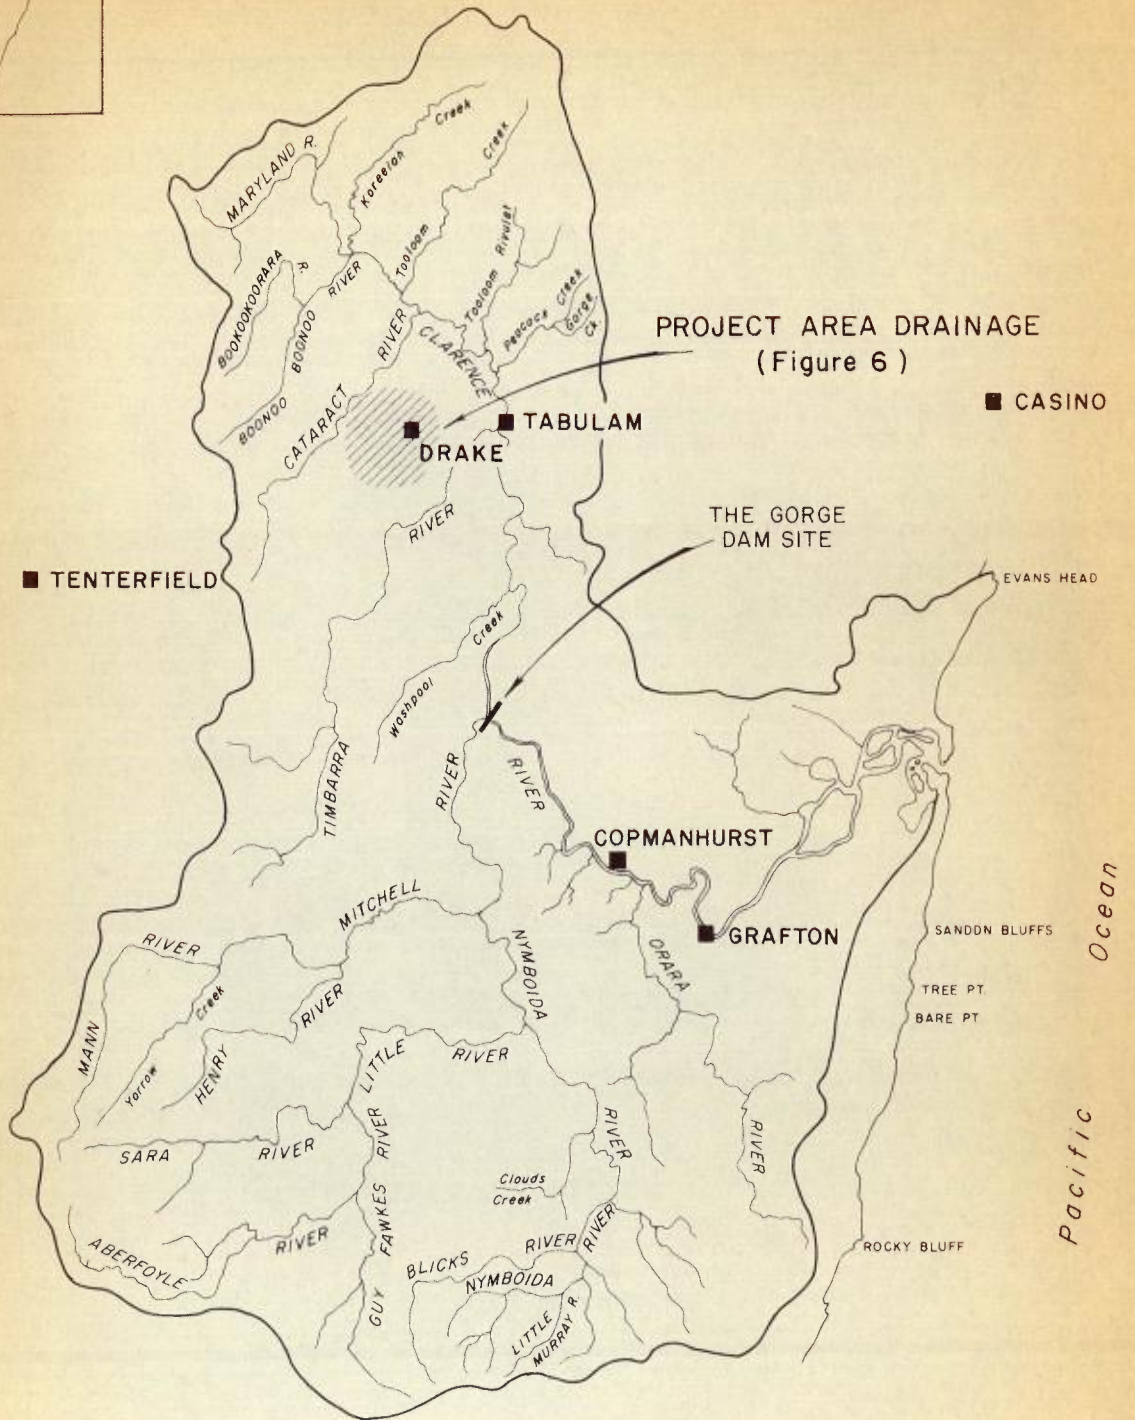 MARYLAND R.
Koreelah Creek
Tooloom Creek
Tooloom Rivulet
Peacock Creek
Gorge Ck.
BOOKOOKOORARA R.
BOONOO BOONOO RIVER
CATARACT RIVER
CLARENCE
PROJECT AREA DRAINAGE
(Figure 6)
CASINO
TABULAM
DRAKE
RIVER
THE GORGE
DAM SITE
TENTERFIELD
EVANS HEAD
Creek
Washpool
TIMBARRA
RIVER
RIVER
COPMANHURST
MITCHELL
GRAFTON
RIVER
NYMBOIDA
ORARA
SANDON BLUFFS
TREE PT.
BARE PT
Pacific Ocean
MANN
Creek
Yarrow
HENRY
RIVER
LITTLE
RIVER
SARA
RIVER
RIVER
RIVER
RIVER
Clouds
Creek
GUY FAWKES
ABERFOYLE
RIVER
BLICKS
RIVER
RIVER
NYMBOIDA
LITTLE
MURRAY R.
ROCKY BLUFF